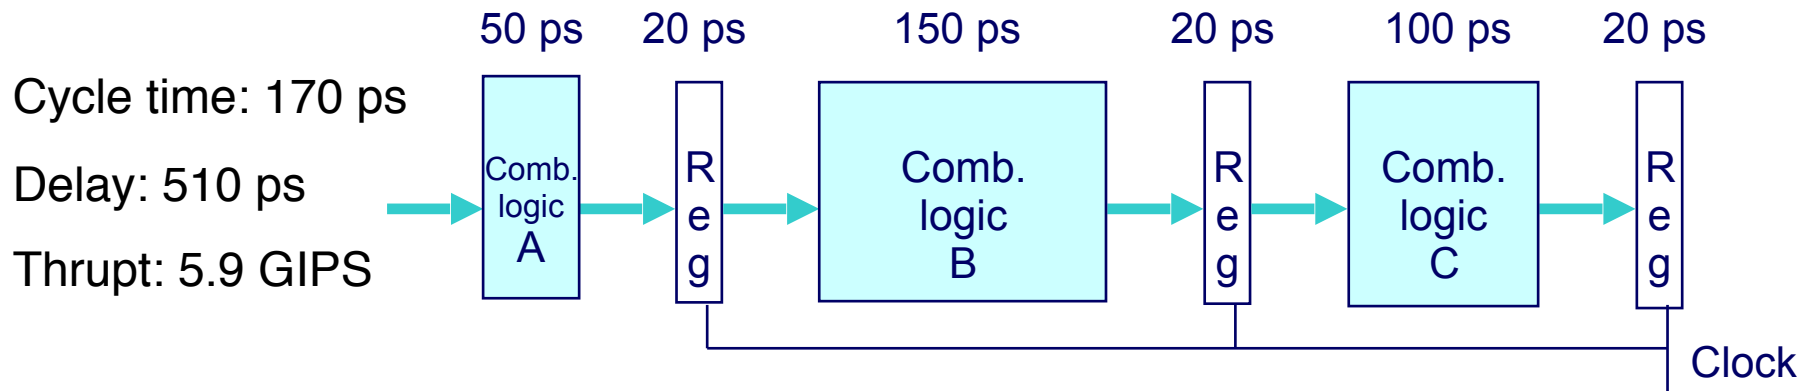 50 ps 20 ps 150 ps 20 ps 100 ps 20 ps
Cycle time: 170 ps
Delay: 510 ps
Thrupt: 5.9 GIPS
Comb.
logic
A
R
e
g
Comb.
logic
B
R
e
g
Comb.
logic
C
R
e
g
Clock